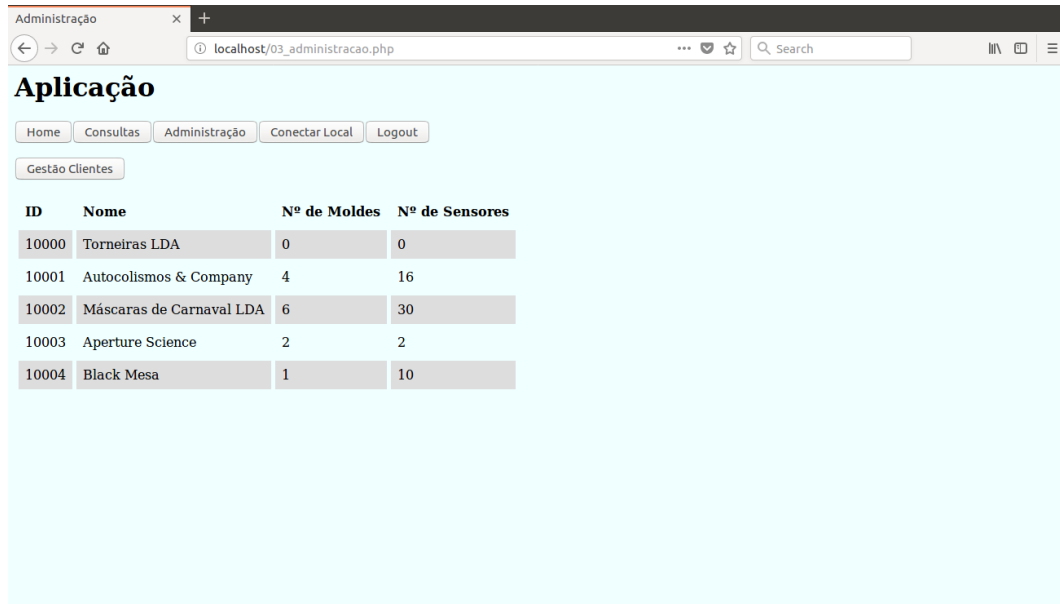 Administração
localhost/03_administracao.php
Search
Aplicação
Home Consultas Administração Conectar Local Logout
Gestão Clientes
ID Nome Nº de Moldes Nº de Sensores
10000 Torneiras LDA 0 0
10001 Autocolismos & Company 4 16
10002 Máscaras de Carnaval LDA 6 30
10003 Aperture Science 2 2
10004 Black Mesa 1 10